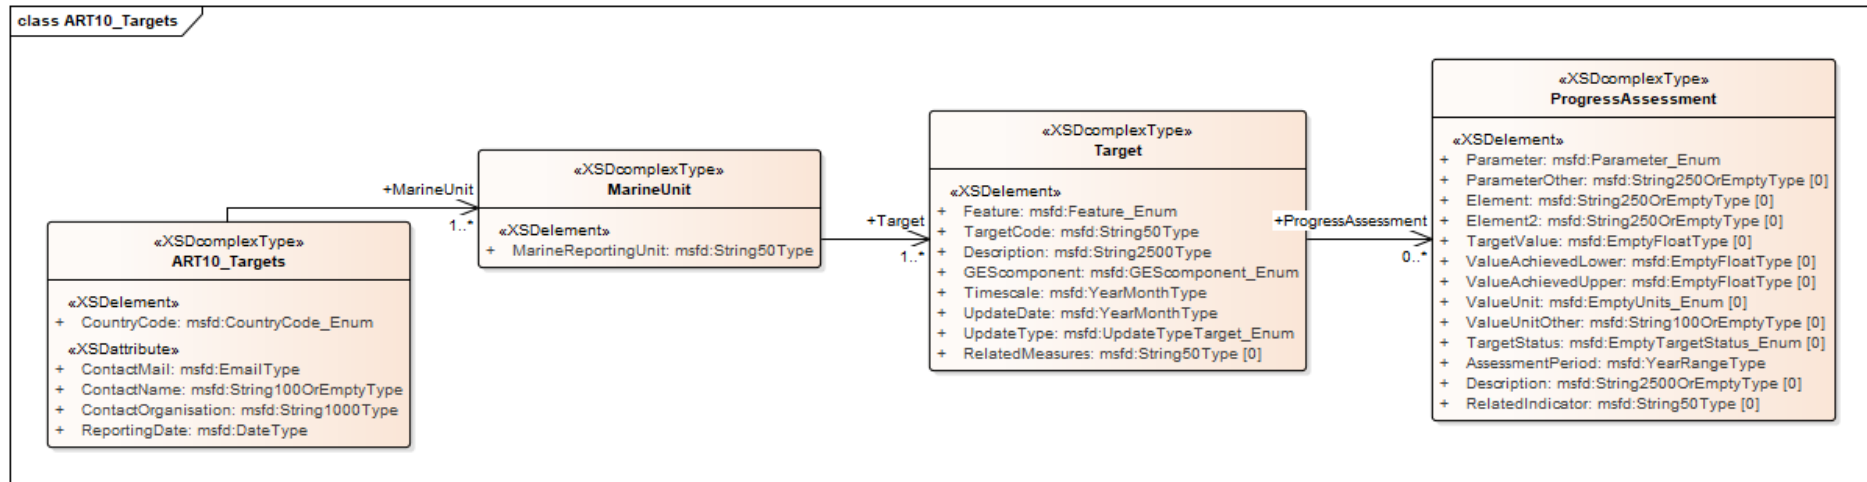 class ART10_Targets
«XSDcomplexType»
ART10_Targets
«XSDelement»
+ CountryCode: msfd:CountryCode_Enum
«XSDattribute»
+ ContactMail: msfd:EmailType
+ ContactName: msfd:String100OrEmptyType
+ ContactOrganisation: msfd:String1000Type
+ ReportingDate: msfd:DateType
+MarineUnit
1..*
«XSDcomplexType»
MarineUnit
«XSDelement»
+ MarineReportingUnit: msfd:String50Type
+Target
1..*
«XSDcomplexType»
Target
«XSDelement»
+ Feature: msfd:Feature_Enum
+ TargetCode: msfd:String50Type
+ Description: msfd:String2500Type
+ GEScomponent: msfd:GEScomponent_Enum
+ Timescale: msfd:YearMonthType
+ UpdateDate: msfd:YearMonthType
+ UpdateType: msfd:UpdateTypeTarget_Enum
+ RelatedMeasures: msfd:String50Type [0]
+ProgressAssessment
0..*
«XSDcomplexType»
ProgressAssessment
«XSDelement»
+ Parameter: msfd:Parameter_Enum
+ ParameterOther: msfd:String250OrEmptyType [0]
+ Element: msfd:String250OrEmptyType [0]
+ Element2: msfd:String250OrEmptyType [0]
+ TargetValue: msfd:EmptyFloatType [0]
+ ValueAchievedLower: msfd:EmptyFloatType [0]
+ ValueAchievedUpper: msfd:EmptyFloatType [0]
+ ValueUnit: msfd:EmptyUnits_Enum [0]
+ ValueUnitOther: msfd:String100OrEmptyType [0]
+ TargetStatus: msfd:EmptyTargetStatus_Enum [0]
+ AssessmentPeriod: msfd:YearRangeType
+ Description: msfd:String2500OrEmptyType [0]
+ RelatedIndicator: msfd:String50Type [0]